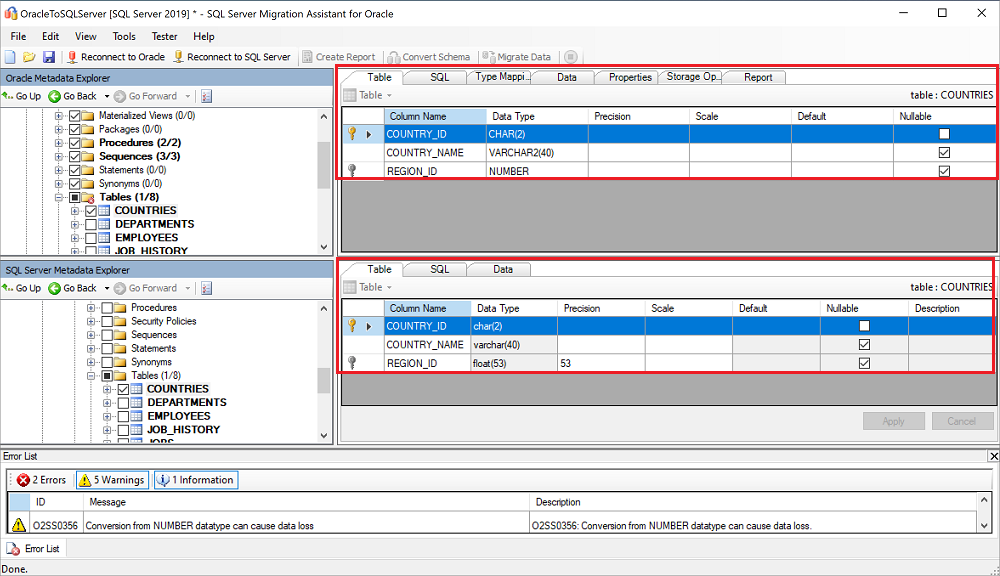 OracleToSQLServer [SQL Server 2019] * - SQL Server Migration Assistant for Oracle
File Edit View Tools Tester Help
Reconnect to Oracle Reconnect to SQL Server Create Report Convert Schema Migrate Data
Oracle Metadata Explorer
Go Up Go Back Go Forward
Materialized Views (0/0)
Packages (0/0)
Procedures (2/2)
Sequences (3/3)
Statements (0/0)
Synonyms (0/0)
Tables (1/8)
COUNTRIES
DEPARTMENTS
EMPLOYEES
JOB_HISTORY
Table SQL Type Mappi... Data Properties Storage Op... Report
Table table : COUNTRIES
Column Name Data Type Precision Scale Default Nullable
COUNTRY_ID CHAR(2)
COUNTRY_NAME VARCHAR2(40)
REGION_ID NUMBER
SQL Server Metadata Explorer
Go Up Go Back Go Forward
Procedures
Security Policies
Sequences
Statements
Synonyms
Tables (1/8)
COUNTRIES
DEPARTMENTS
EMPLOYEES
JOB_HISTORY
JOBS
Table SQL Data
Table table : COUNTRIES
Column Name Data Type Precision Scale Default Nullable Description
COUNTRY_ID char(2)
COUNTRY_NAME varchar(40)
REGION_ID float(53) 53
Apply Cancel
Error List
2 Errors 5 Warnings 1 Information
ID Message Description
O2SS0356 Conversion from NUMBER datatype can cause data loss O2SS0356: Conversion from NUMBER datatype can cause data loss.
Error List
Done.